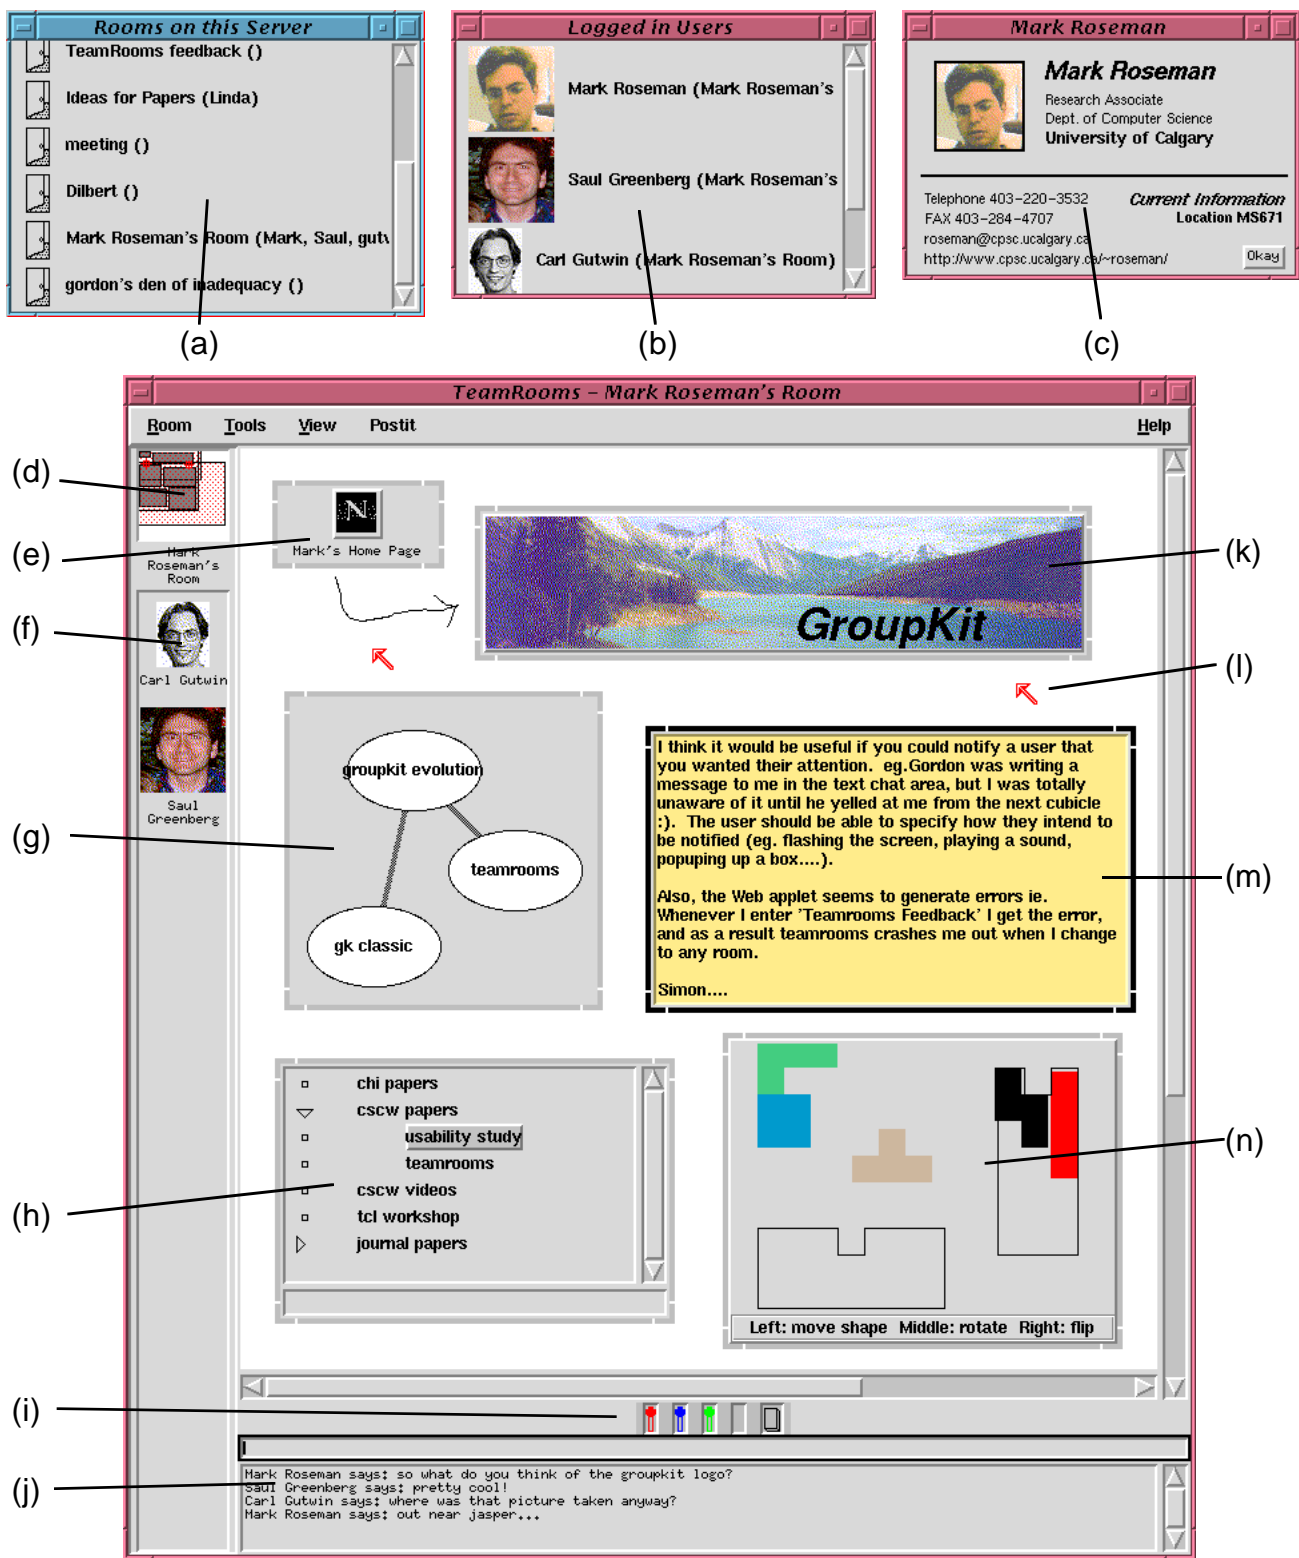 Rooms on this Server
TeamRooms feedback ()
Ideas for Papers (Linda)
meeting ()
Dilbert ()
Mark Roseman's Room (Mark, Saul, gutv
gordon's den of inadequacy ()
(a)
Logged in Users
Mark Roseman (Mark Roseman's
Saul Greenberg (Mark Roseman's
Carl Gutwin (Mark Roseman's Room)
(b)
Mark Roseman
Mark Roseman
Research Associate
Dept. of Computer Science
University of Calgary
Telephone 403-220-3532
FAX 403-284-4707
roseman@cpsc.ucalgary.ca
http://www.cpsc.ucalgary.ca/~roseman/
Current Information
Location MS671
Okay
(c)
TeamRooms – Mark Roseman's Room
Room Tools View Postit Help
(d)
Mark
Roseman's
Room
(e)
N
Mark's Home Page
(f)
Carl Gutwin
Saul
Greenberg
GroupKit
(k)
(l)
(g)
groupkit evolution
teamrooms
gk classic
I think it would be useful if you could notify a user that
you wanted their attention. eg.Gordon was writing a
message to me in the text chat area, but I was totally
unaware of it until he yelled at me from the next cubicle
:). The user should be able to specify how they intend to
be notified (eg. flashing the screen, playing a sound,
popuping up a box....).
Also, the Web applet seems to generate errors ie.
Whenever I enter 'Teamrooms Feedback' I get the error,
and as a result teamrooms crashes me out when I change
to any room.
Simon....
(m)
(h)
chi papers
cscw papers
usability study
teamrooms
cscw videos
tcl workshop
journal papers
(n)
Left: move shape Middle: rotate Right: flip
(i)
(j)
Mark Roseman says: so what do you think of the groupkit logo?
Saul Greenberg says: pretty cool!
Carl Gutwin says: where was that picture taken anyway?
Mark Roseman says: out near jasper...